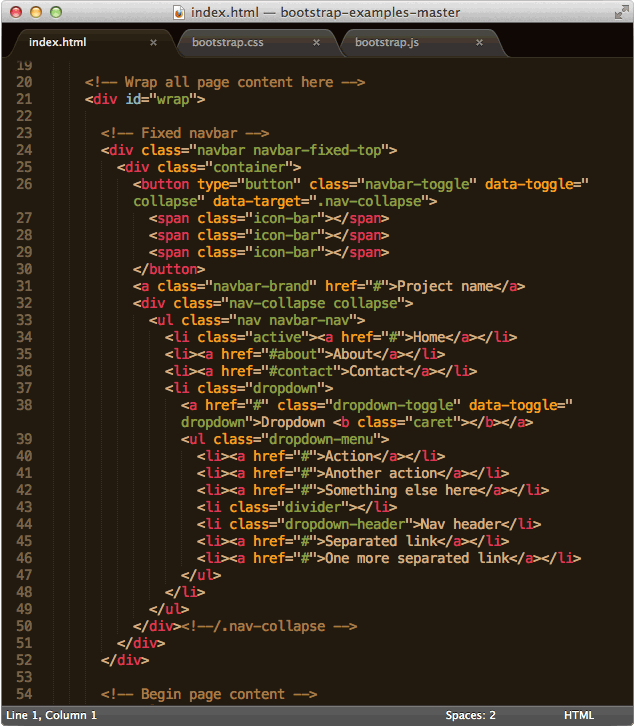 index.html — bootstrap-examples-master
index.html × bootstrap.css × bootstrap.js ×
19
20 <!-- Wrap all page content here -->
21 <div id="wrap">
22
23 <!-- Fixed navbar -->
24 <div class="navbar navbar-fixed-top">
25 <div class="container">
26 <button type="button" class="navbar-toggle" data-toggle="
collapse" data-target=".nav-collapse">
27 <span class="icon-bar"></span>
28 <span class="icon-bar"></span>
29 <span class="icon-bar"></span>
30 </button>
31 <a class="navbar-brand" href="#">Project name</a>
32 <div class="nav-collapse collapse">
33 <ul class="nav navbar-nav">
34 <li class="active"><a href="#">Home</a></li>
35 <li><a href="#about">About</a></li>
36 <li><a href="#contact">Contact</a></li>
37 <li class="dropdown">
38 <a href="#" class="dropdown-toggle" data-toggle="
dropdown">Dropdown <b class="caret"></b></a>
39 <ul class="dropdown-menu">
40 <li><a href="#">Action</a></li>
41 <li><a href="#">Another action</a></li>
42 <li><a href="#">Something else here</a></li>
43 <li class="divider"></li>
44 <li class="dropdown-header">Nav header</li>
45 <li><a href="#">Separated link</a></li>
46 <li><a href="#">One more separated link</a></li>
47 </ul>
48 </li>
49 </ul>
50 </div><!--/.nav-collapse -->
51 </div>
52 </div>
53
54 <!-- Begin page content -->
Line 1, Column 1 Spaces: 2 HTML